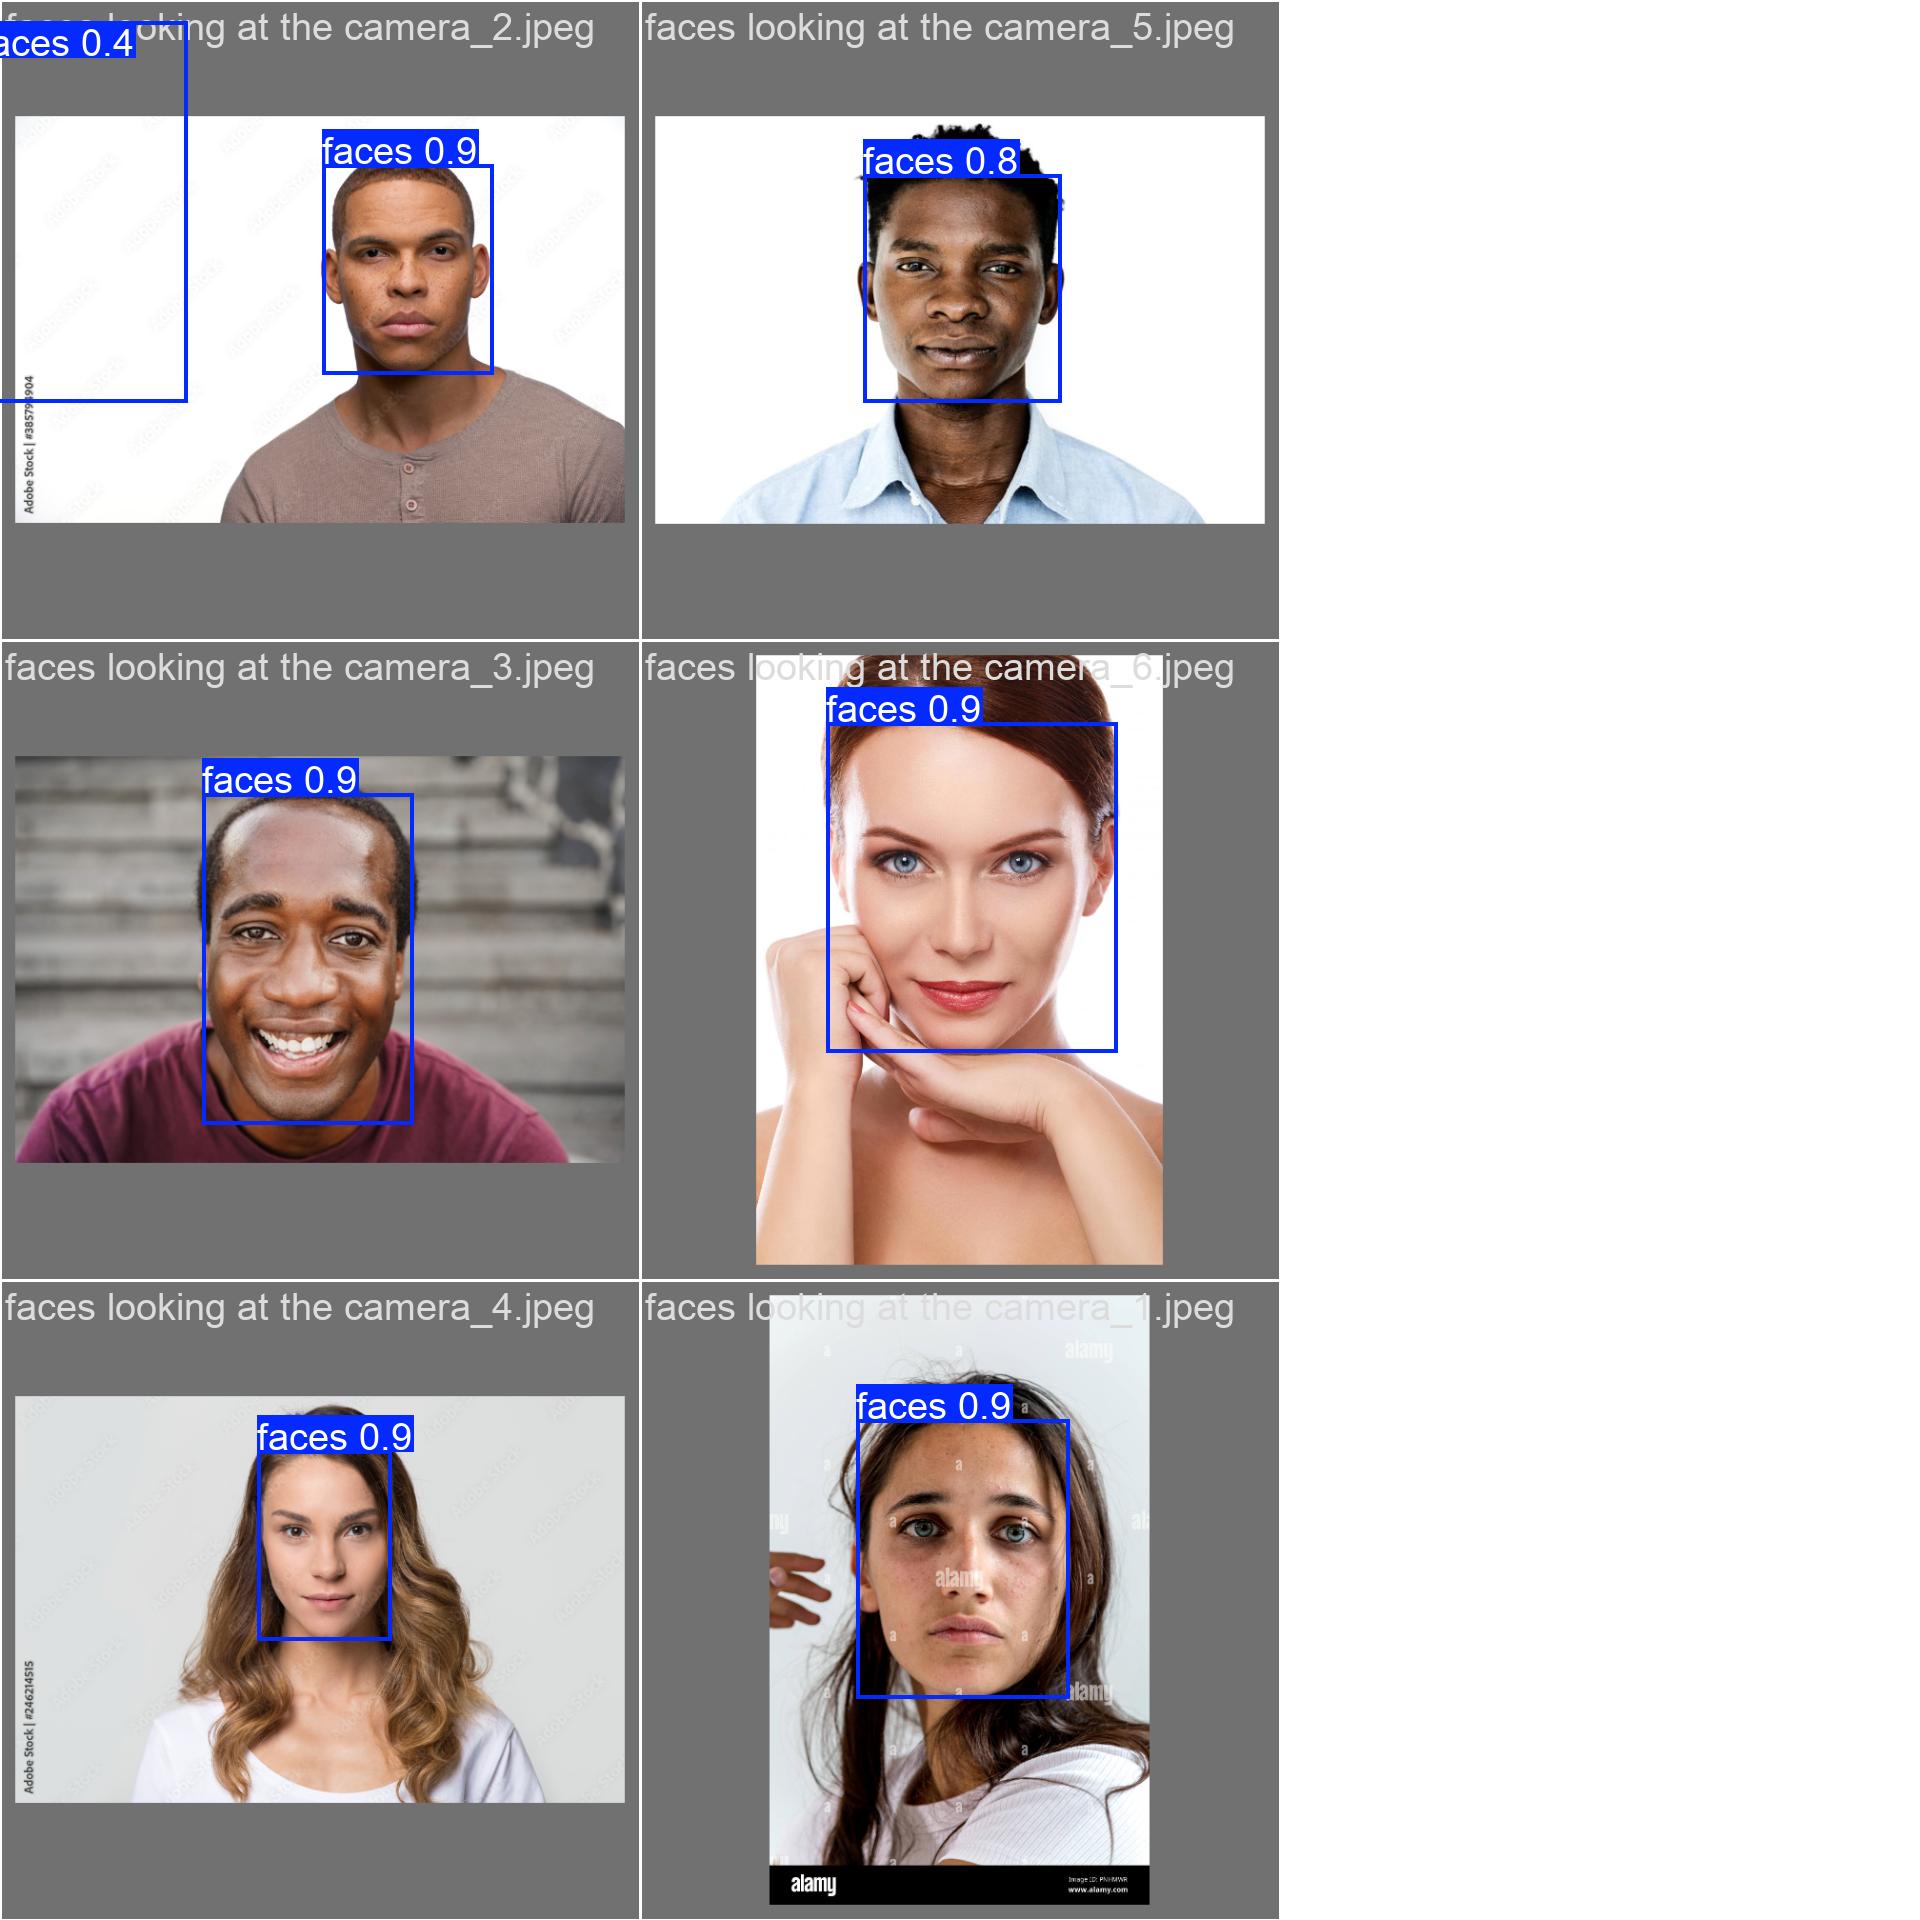 faces looking at the camera_2.jpeg
aces 0.4
faces 0.9
Adobe Stock | #385794904
faces looking at the camera_5.jpeg
faces 0.8
faces looking at the camera_3.jpeg
faces 0.9
faces looking at the camera_6.jpeg
faces 0.9
faces looking at the camera_4.jpeg
faces 0.9
Adobe Stock | #246214515
faces looking at the camera_1.jpeg
alamy
faces 0.9
a
alamy
alamy
alamy
Image ID: PNHMWR
www.alamy.com